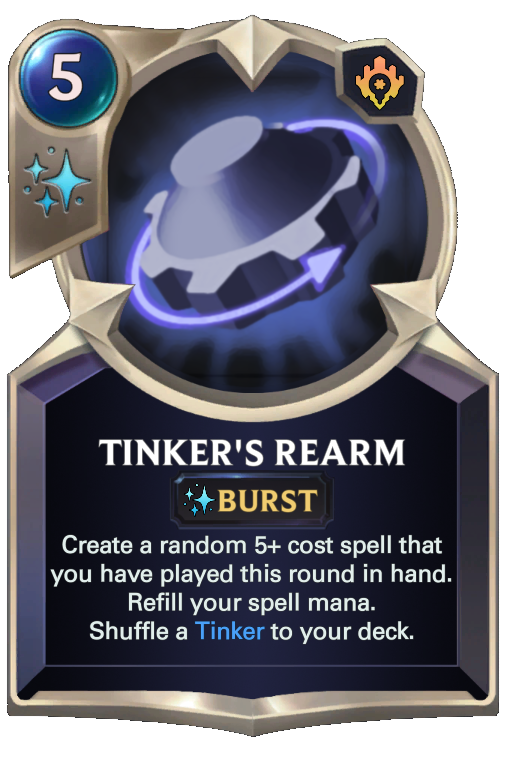 5
TINKER'S REARM
BURST
Create a random 5+ cost spell that
you have played this round in hand.
Refill your spell mana.
Shuffle a Tinker to your deck.